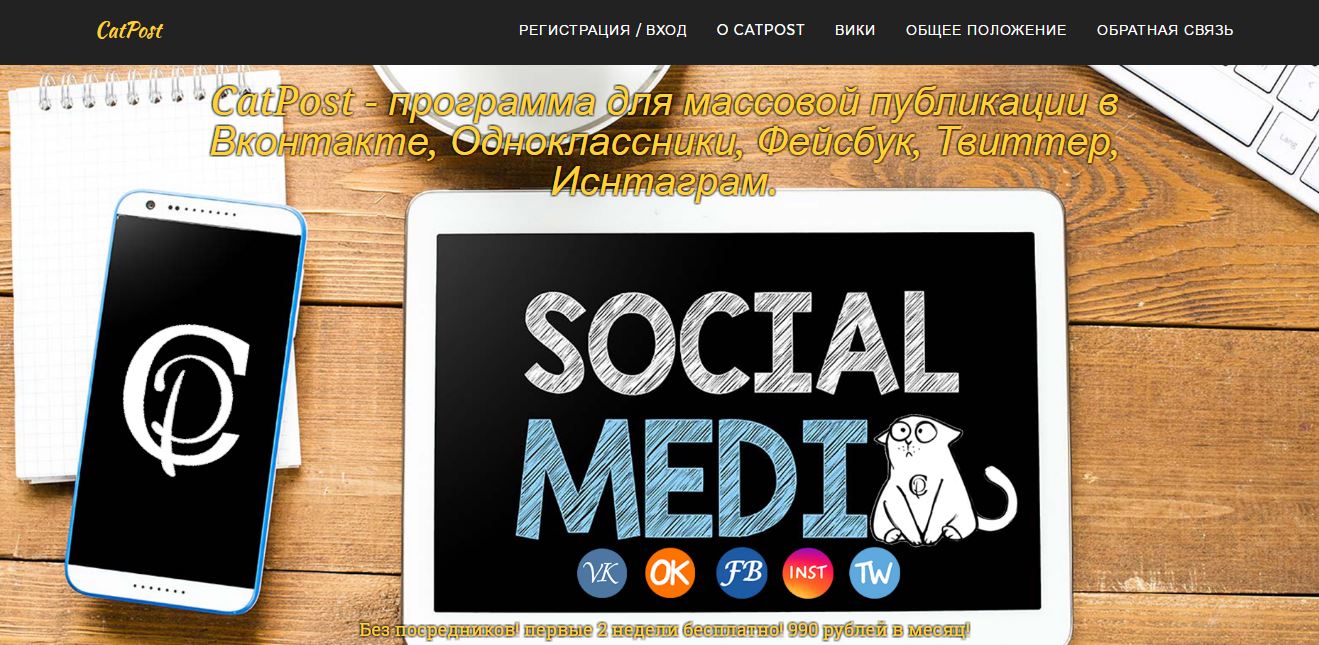 CatPost
РЕГИСТРАЦИЯ / ВХОД О CATPOST ВИКИ ОБЩЕЕ ПОЛОЖЕНИЕ ОБРАТНАЯ СВЯЗЬ
CatPost - программа для массовой публикации в
Вконтакте, Одноклассники, Фейсбук, Твиттер,
Иснтаграм.
CP
SOCIAL
MEDI
VK OK FB INST TW
Без посредников! первые 2 недели бесплатно! 990 рублей в месяц!